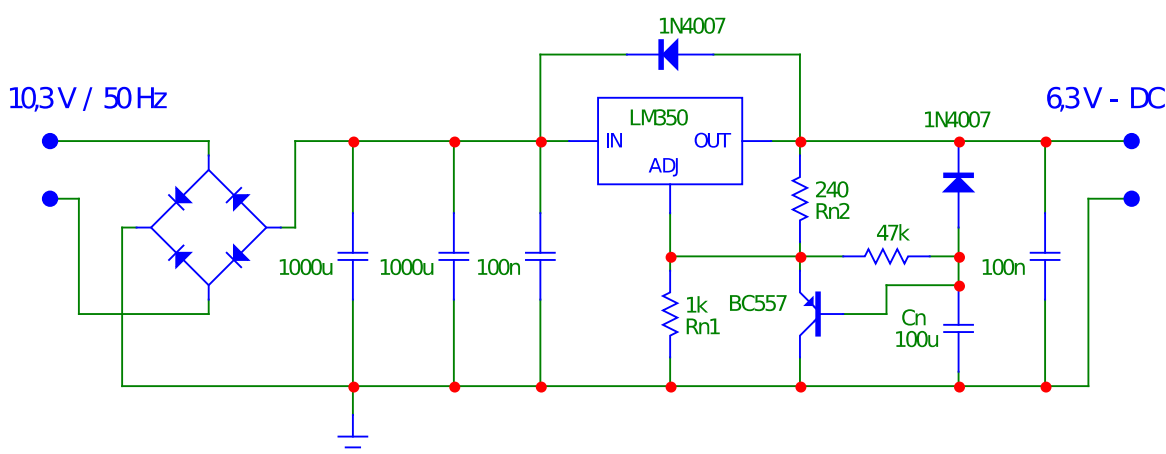 1N4007
10,3 V / 50 Hz
6,3 V - DC
LM350
1N4007
IN
OUT
ADJ
240
Rn2
47k
1000u
1000u
100n
100n
1k
Rn1
BC557
Cn
100u